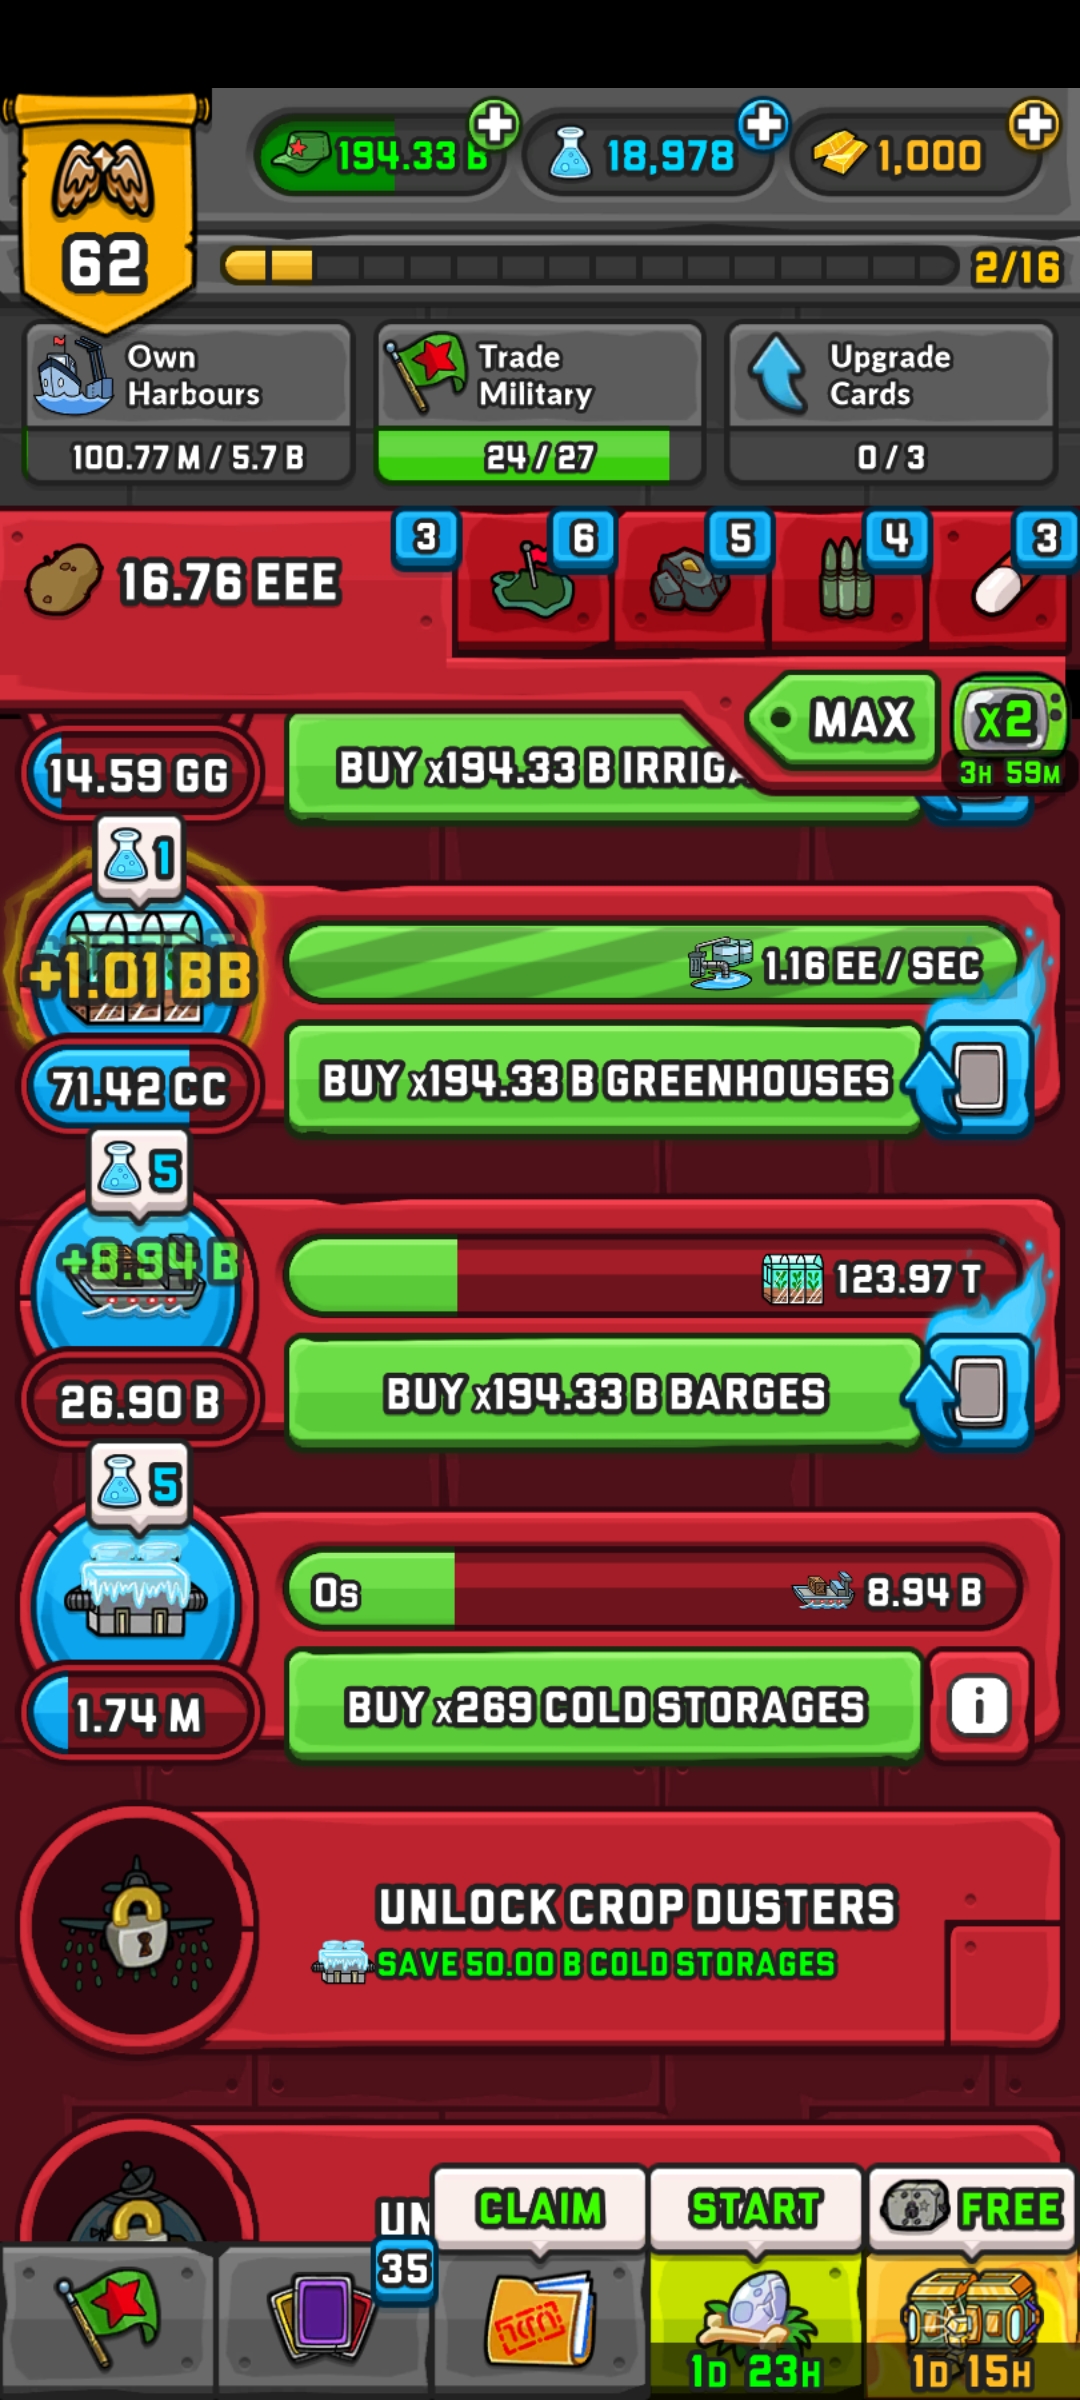 62
194.33 B
18,978
1,000
2/16
Own
Harbours
100.77 M / 5.7 B
Trade
Military
24 / 27
Upgrade
Cards
0 / 3
16.76 EEE
3
6
5
4
3
MAX
x2
3H 59M
14.59 GG
BUY x194.33 B IRRIGA
1
+1.01 BB
1.16 EE / SEC
71.42 CC
BUY x194.33 B GREENHOUSES
5
+8.94 B
123.97 T
26.90 B
BUY x194.33 B BARGES
5
0s
8.94 B
1.74 M
BUY x269 COLD STORAGES
i
UNLOCK CROP DUSTERS
SAVE 50.00 B COLD STORAGES
UN
CLAIM
START
FREE
35
1D 23H
1D 15H